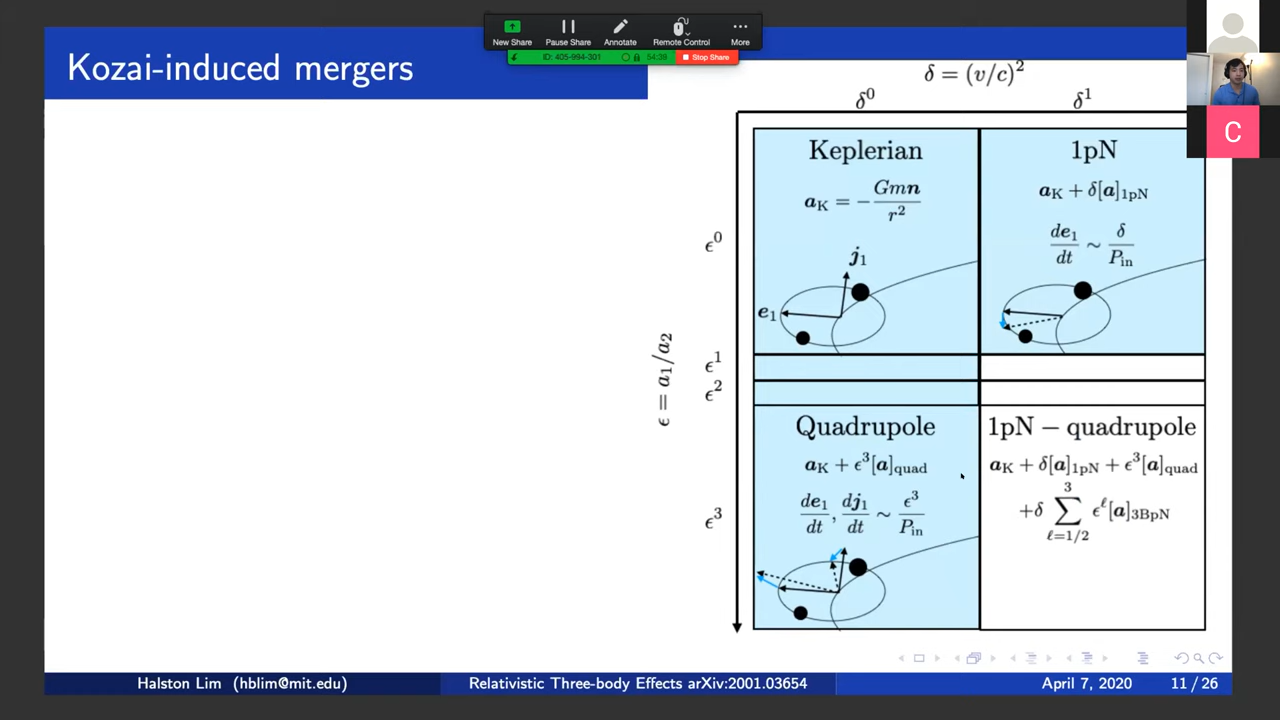 New Share
Pause Share
Annotate
Remote Control
More
ID: 405-994-301
54:39
Stop Share
C
Kozai-induced mergers
δ = (v/c)²
δ⁰
δ¹
ϵ = a₁/a₂
ϵ⁰
ϵ¹
ϵ²
ϵ³
Keplerian
a_K = −Gmn/r²
j₁
e₁
1pN
a_K + δ[a]_1pN
de₁/dt ∼ δ/P_in
Quadrupole
a_K + ϵ³[a]_quad
de₁/dt, dj₁/dt ∼ ϵ³/P_in
1pN − quadrupole
a_K + δ[a]_1pN + ϵ³[a]_quad
+δ ∑_{ℓ=1/2}^{3} ϵ^ℓ[a]_3BpN
Halston Lim (hblim@mit.edu)
Relativistic Three-body Effects arXiv:2001.03654
April 7, 2020
11 / 26